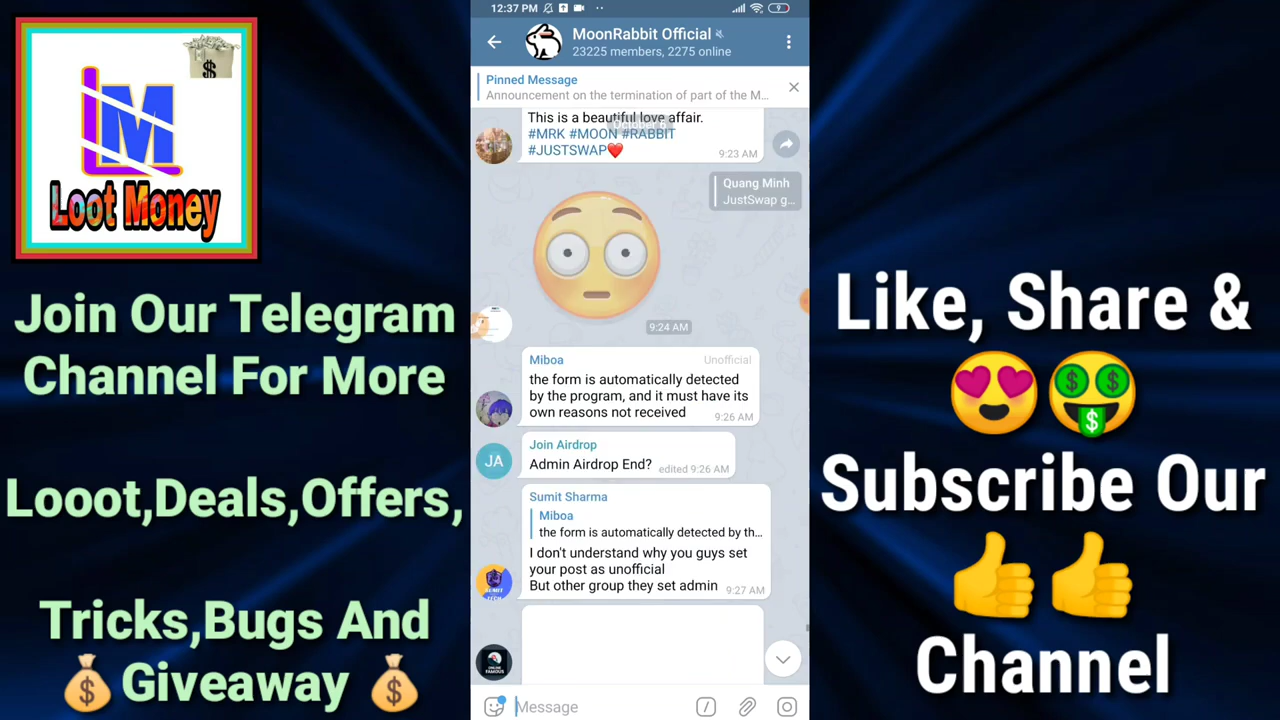 LM
Loot Money
Join Our Telegram
Channel For More
Looot,Deals,Offers,
Tricks,Bugs And
Giveaway
12:37 PM
9
MoonRabbit Official
23225 members, 2275 online
Pinned Message
Announcement on the termination of part of the M...
This is a beautiful love affair.
#MRK #MOON #RABBIT
#JUSTSWAP❤️
9:23 AM
Quang Minh
JustSwap g...
9:24 AM
Miboa
Unofficial
the form is automatically detected
by the program, and it must have its
own reasons not received
9:26 AM
JA
Join Airdrop
Admin Airdrop End?
edited 9:26 AM
Sumit Sharma
Miboa
the form is automatically detected by th...
I don't understand why you guys set
your post as unofficial
But other group they set admin
9:27 AM
Message
Like, Share &
Subscribe Our
Channel